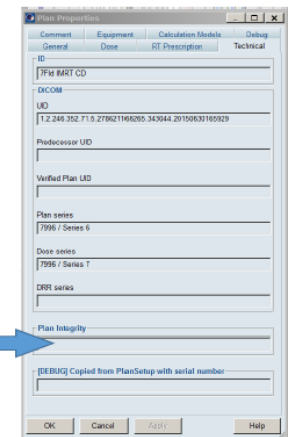 Plan Properties
Comment Equipment Calculation Models Debug
General Dose RT Prescription Technical
ID
7Fld IMRT CD
DICOM
UID
1.2.246.352.71.5.278621166265.343044.20150630165929
Predecessor UID
Verified Plan UID
Plan series
7996 / Series 6
Dose series
7996 / Series 7
DRR series
Plan Integrity
[DEBUG] Copied from PlanSetup with serial number
OK Cancel Apply Help